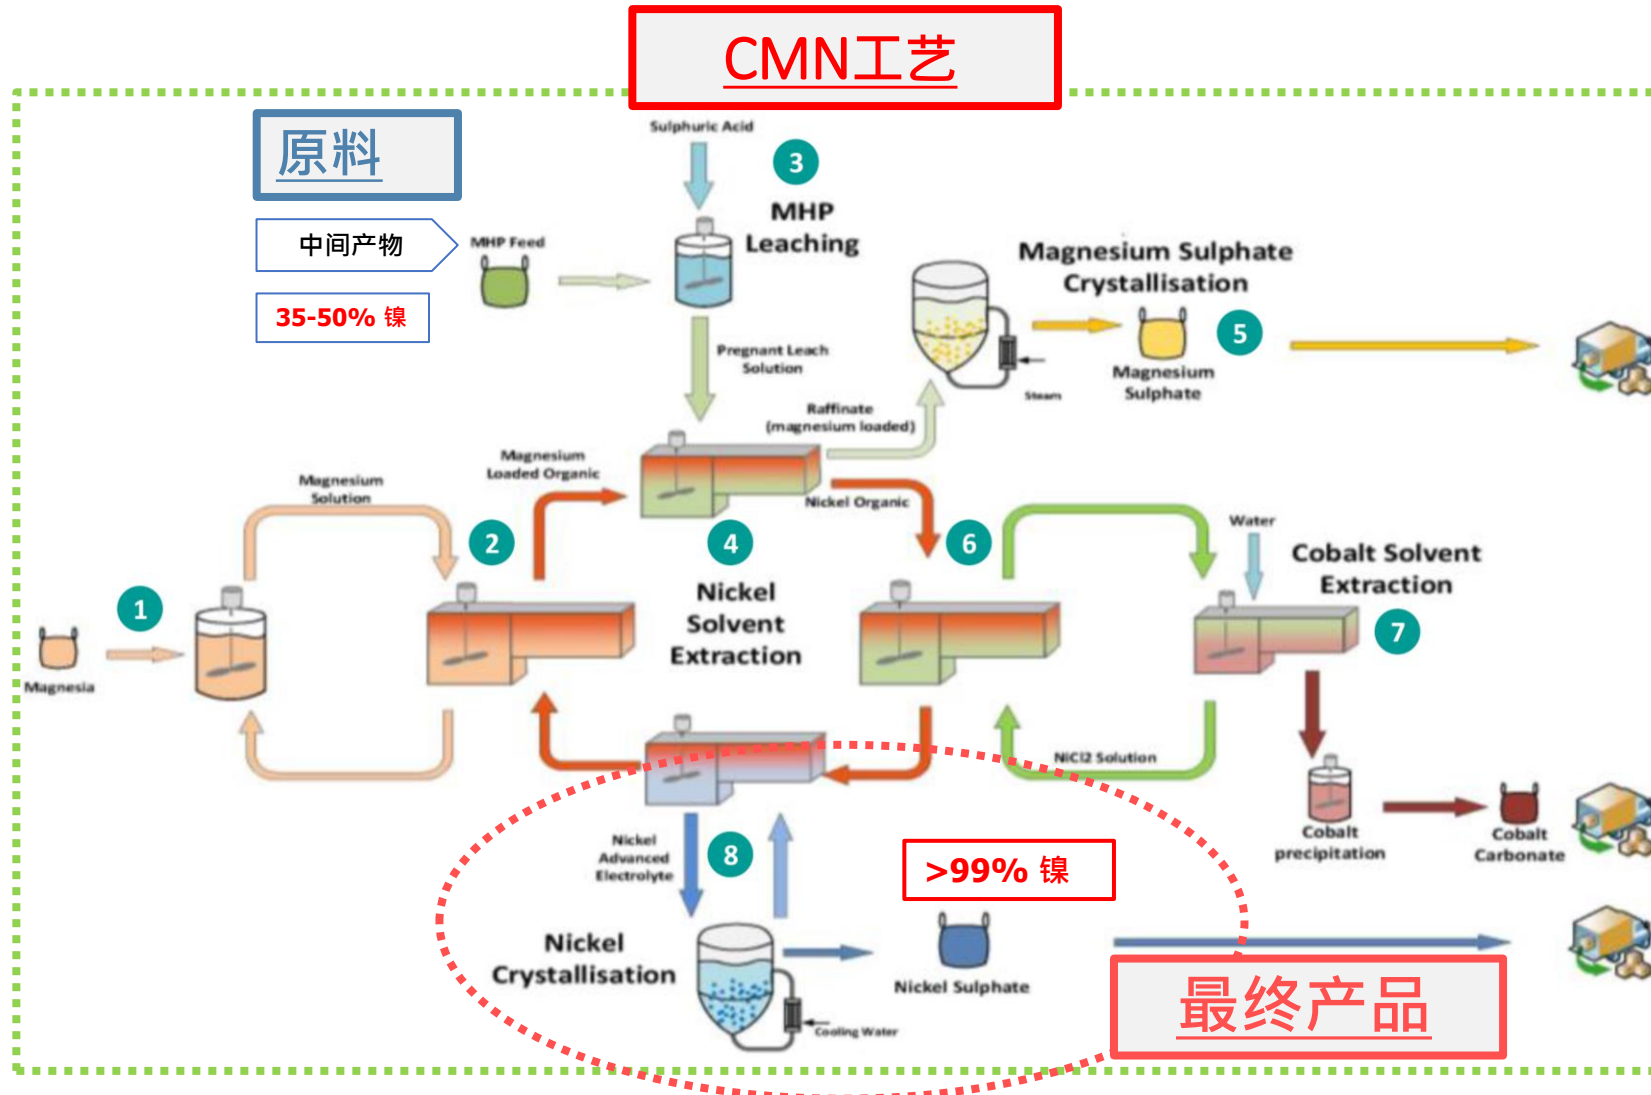 CMN工艺
原料
Sulphuric Acid
3
MHP
Leaching
中间产物
MHP Feed
35-50% 镍
Magnesium Sulphate
Crystallisation
5
Magnesium
Sulphate
Steam
Pregnant Leach
Solution
Raffinate
(magnesium loaded)
Magnesium
Loaded Organic
Magnesium
Solution
Nickel Organic
2
4
6
Nickel
Solvent
Extraction
Water
Cobalt Solvent
Extraction
7
1
Magnesia
NiCl2 Solution
Cobalt
precipitation
Cobalt
Carbonate
Nickel
Advanced
Electrolyte
8
>99% 镍
Nickel
Crystallisation
Nickel Sulphate
Cooling Water
最终产品